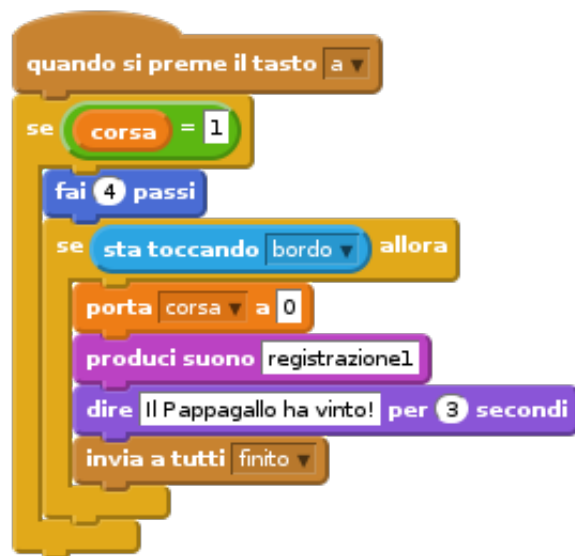 quando si preme il tasto a
se corsa = 1
fai 4 passi
se sta toccando bordo allora
porta corsa a 0
produci suono registrazione1
dire Il Pappagallo ha vinto! per 3 secondi
invia a tutti finito